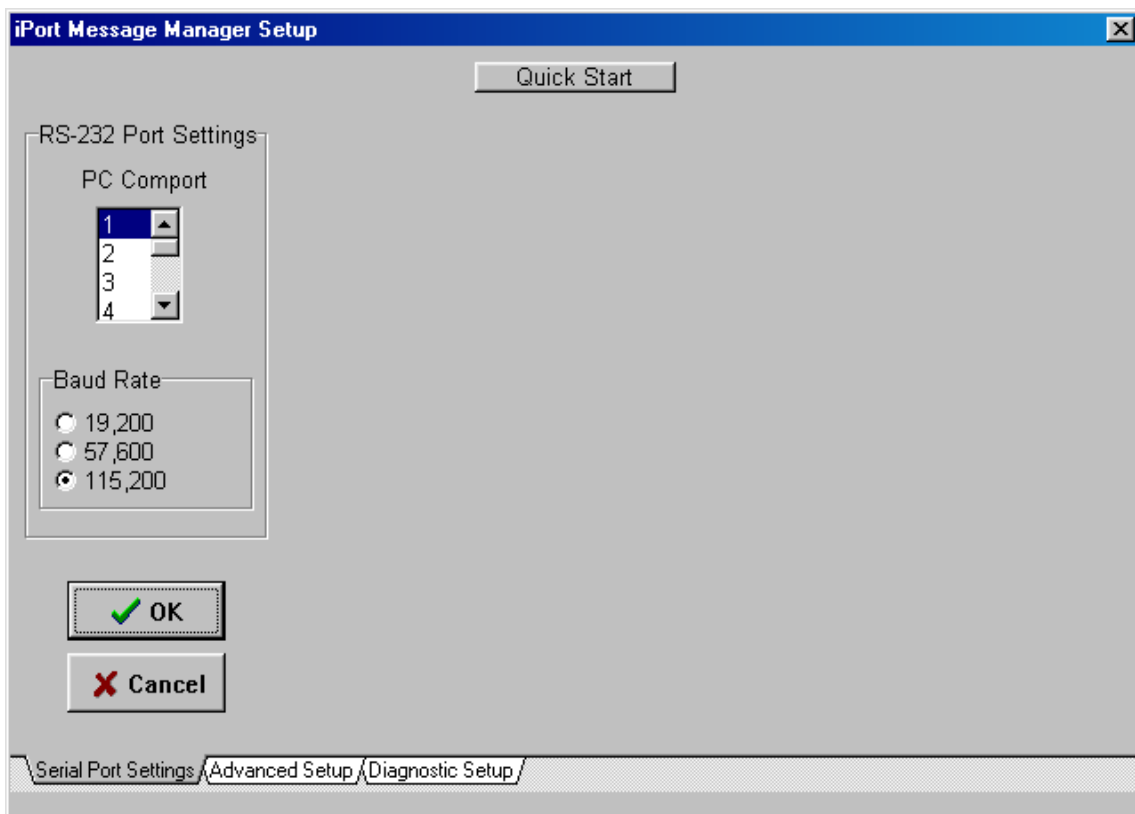 iPort Message Manager Setup
Quick Start
RS-232 Port Settings
PC Comport
1
2
3
4
Baud Rate
19,200
57,600
115,200
OK
Cancel
Serial Port Settings Advanced Setup Diagnostic Setup